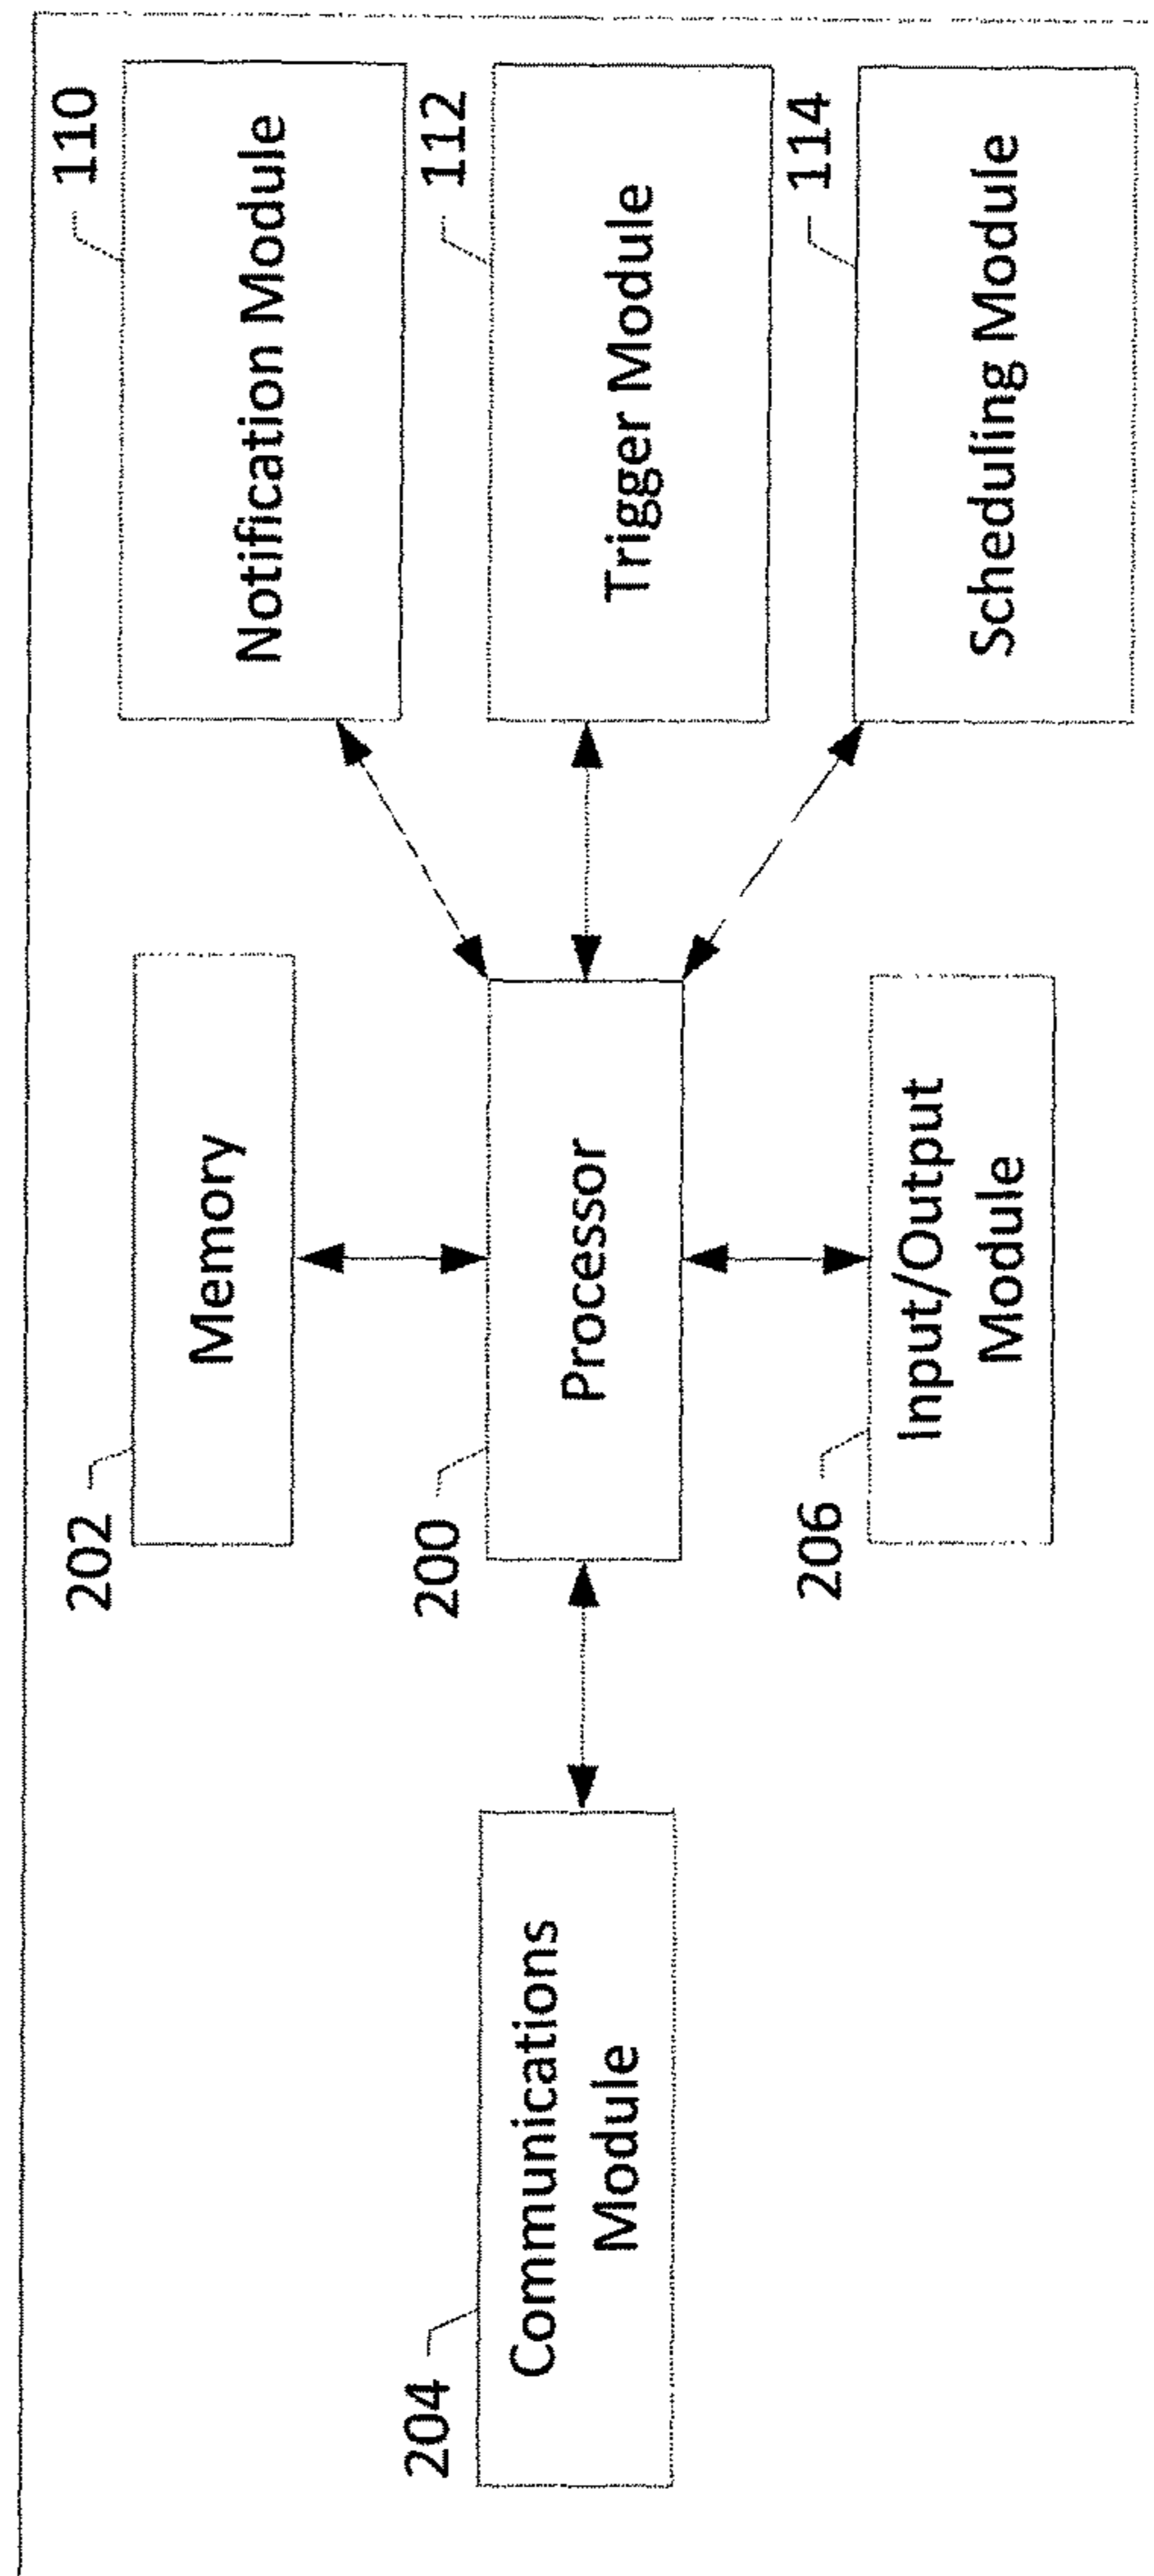 202
Memory
110
Notification Module
204
Communications
Module
200
Processor
112
Trigger Module
206
Input/Output
Module
114
Scheduling Module